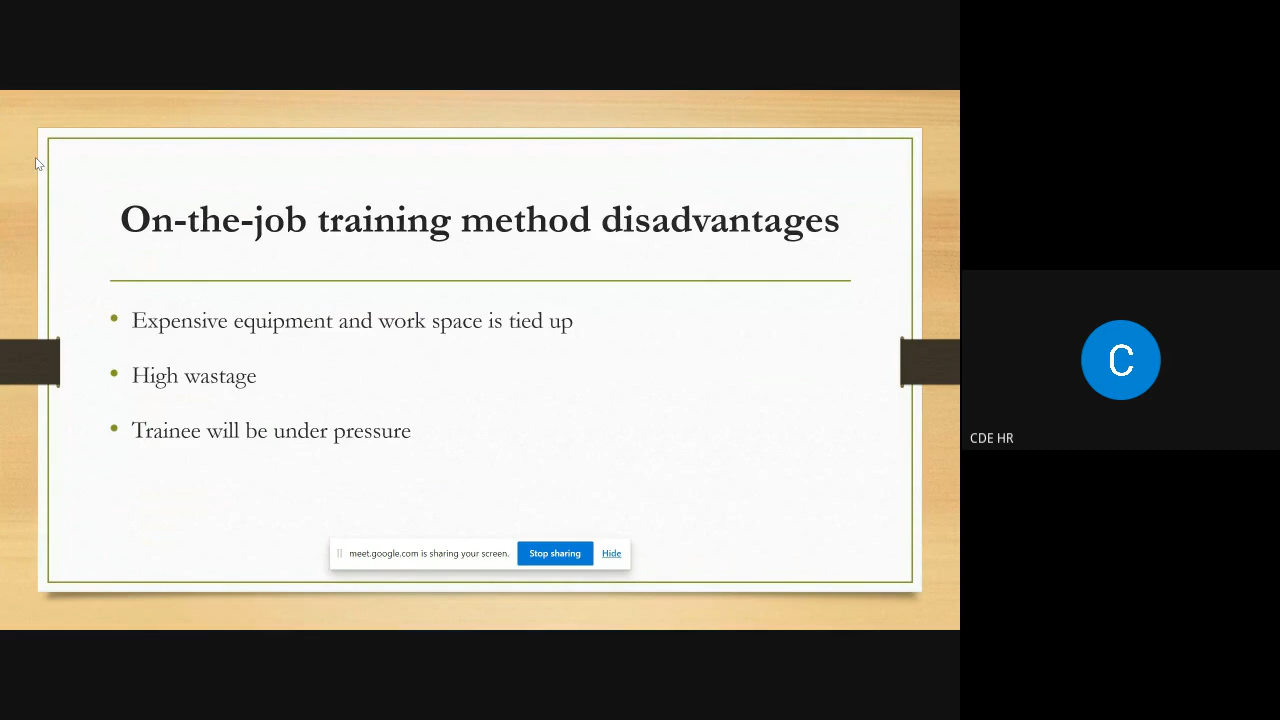 On-the-job training method disadvantages
Expensive equipment and work space is tied up
High wastage
Trainee will be under pressure
meet.google.com is sharing your screen. Stop sharing Hide
C
CDE HR